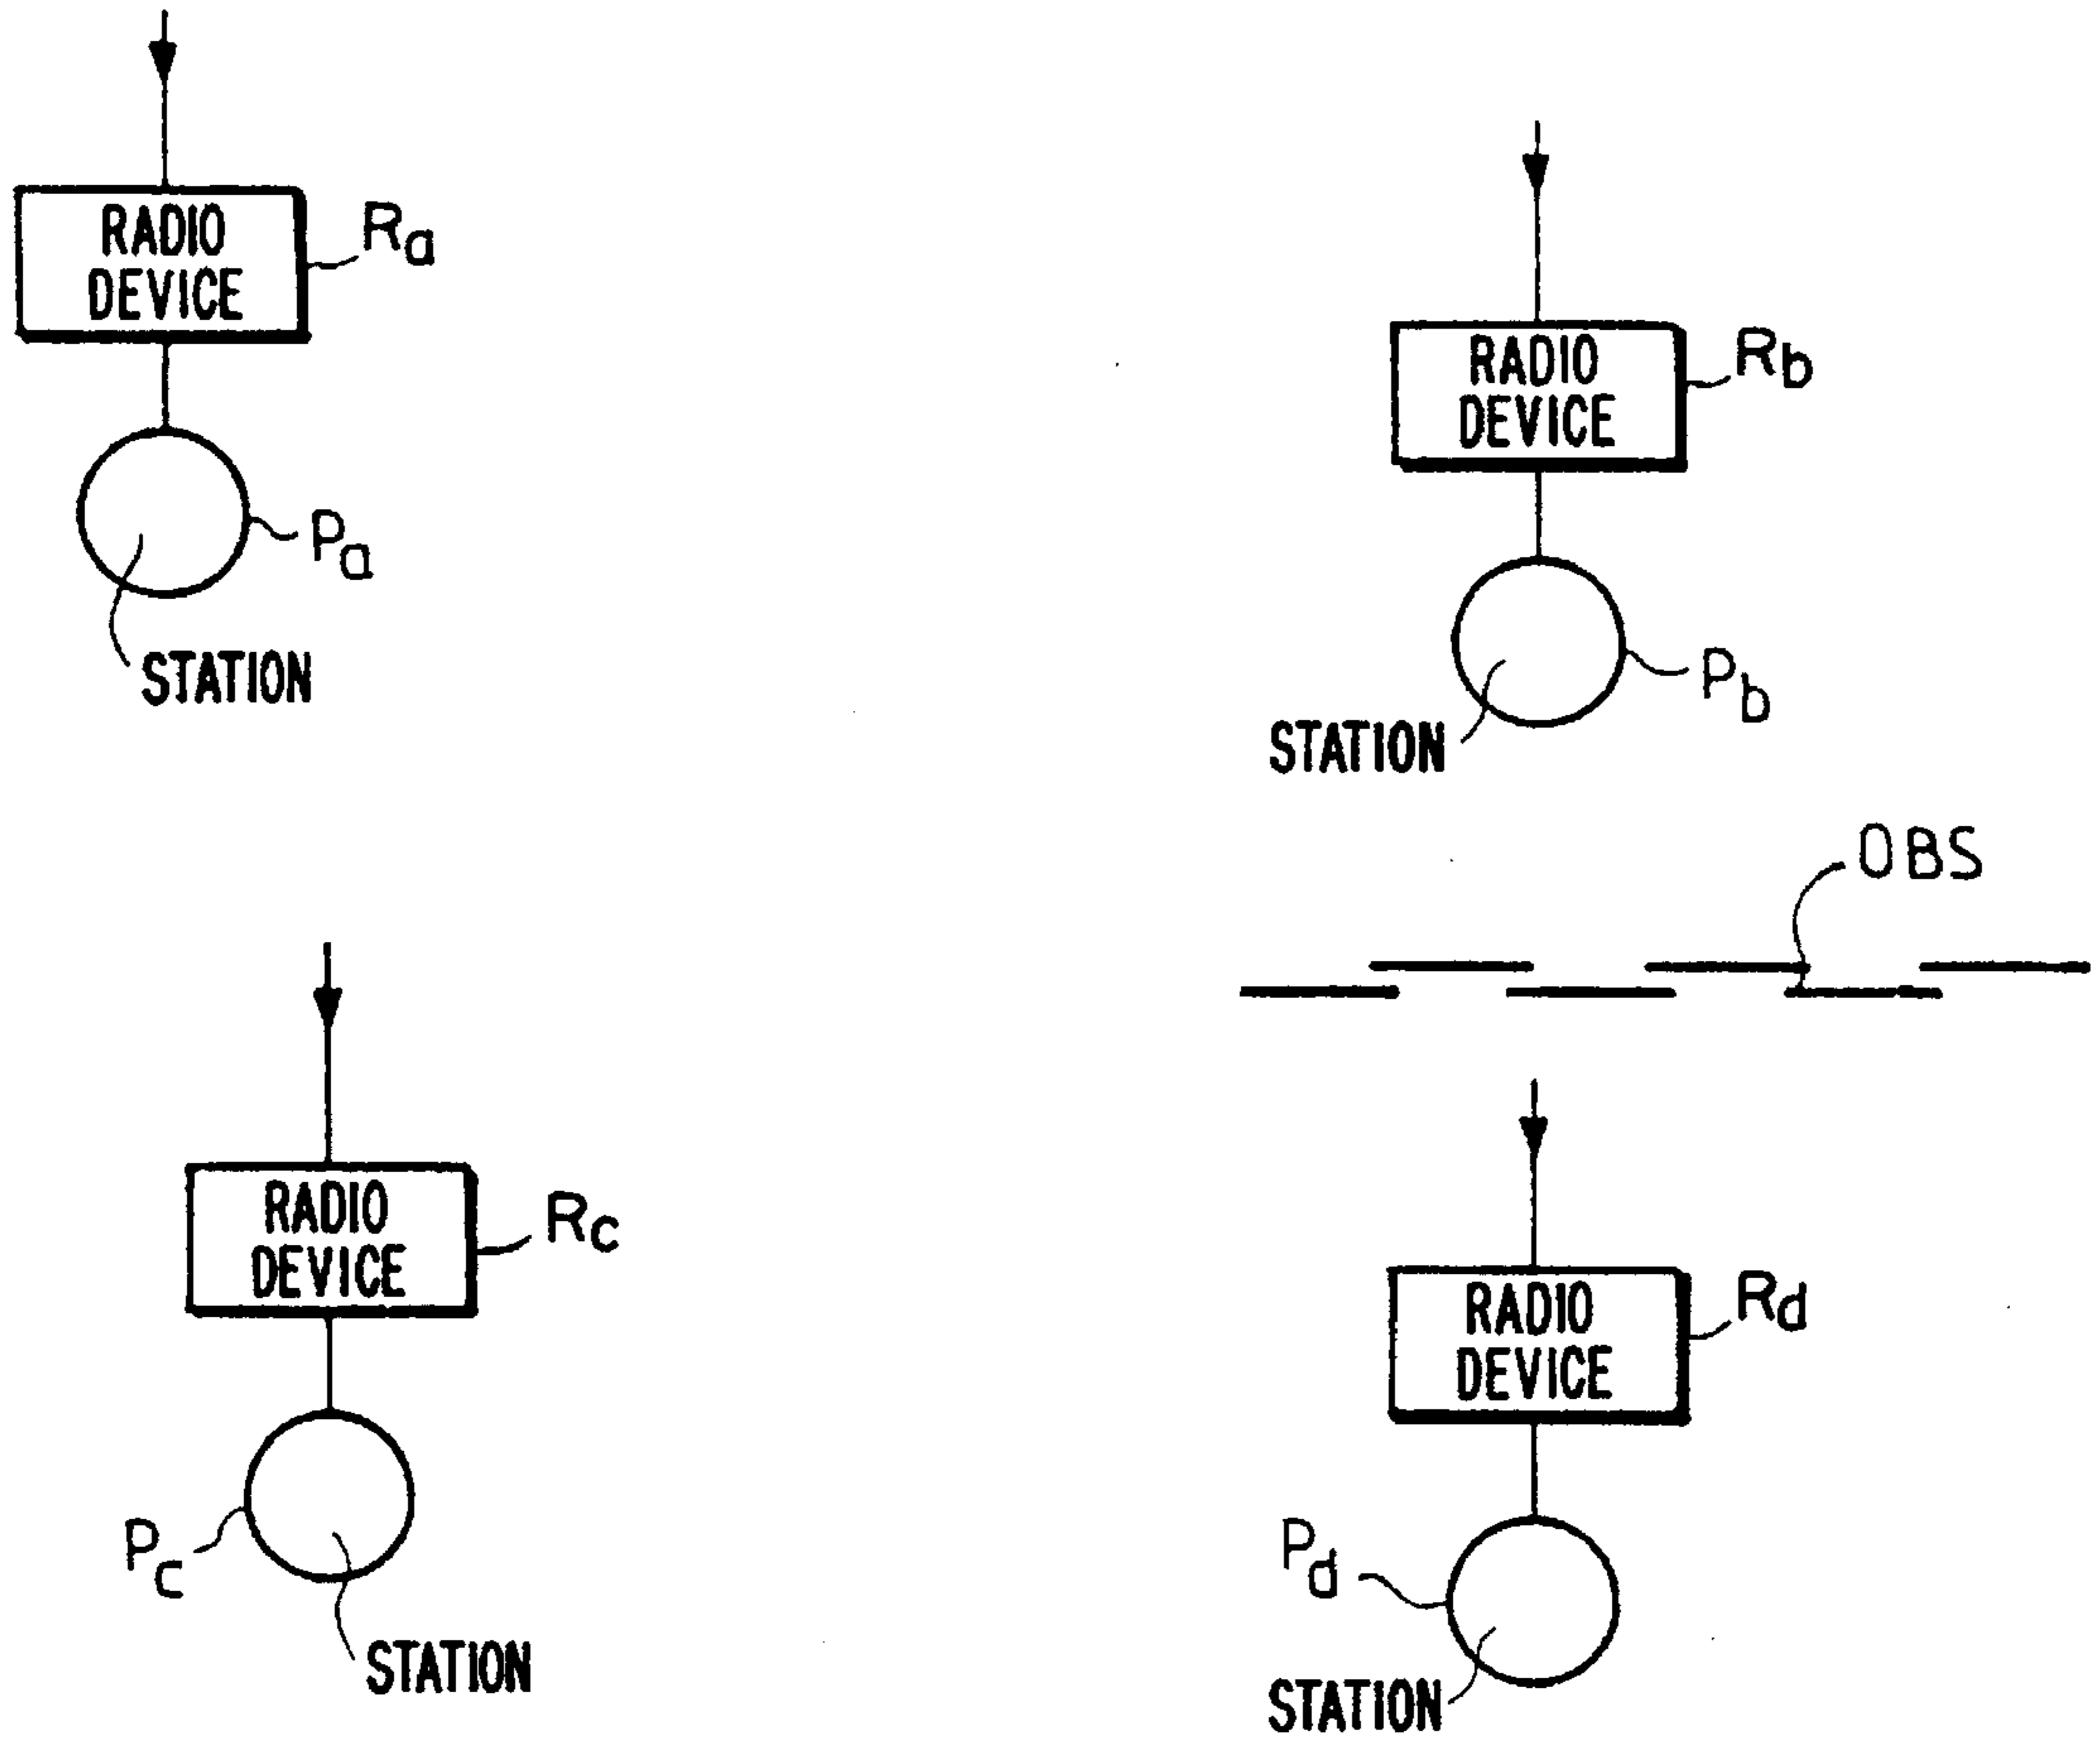 RADIO
DEVICE
Ra
Pa
STATION
RADIO
DEVICE
Rb
Pb
STATION
OBS
RADIO
DEVICE
Rc
Pc
STATION
RADIO
DEVICE
Rd
Pd
STATION